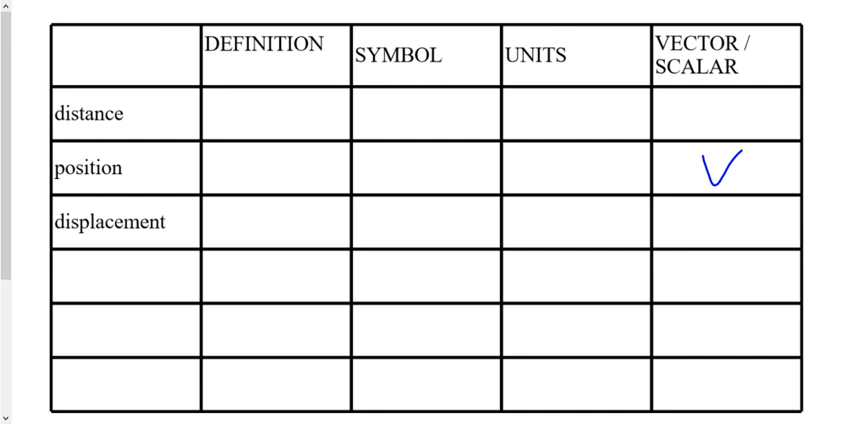 DEFINITION
SYMBOL
UNITS
VECTOR /
SCALAR
distance
position
V
displacement